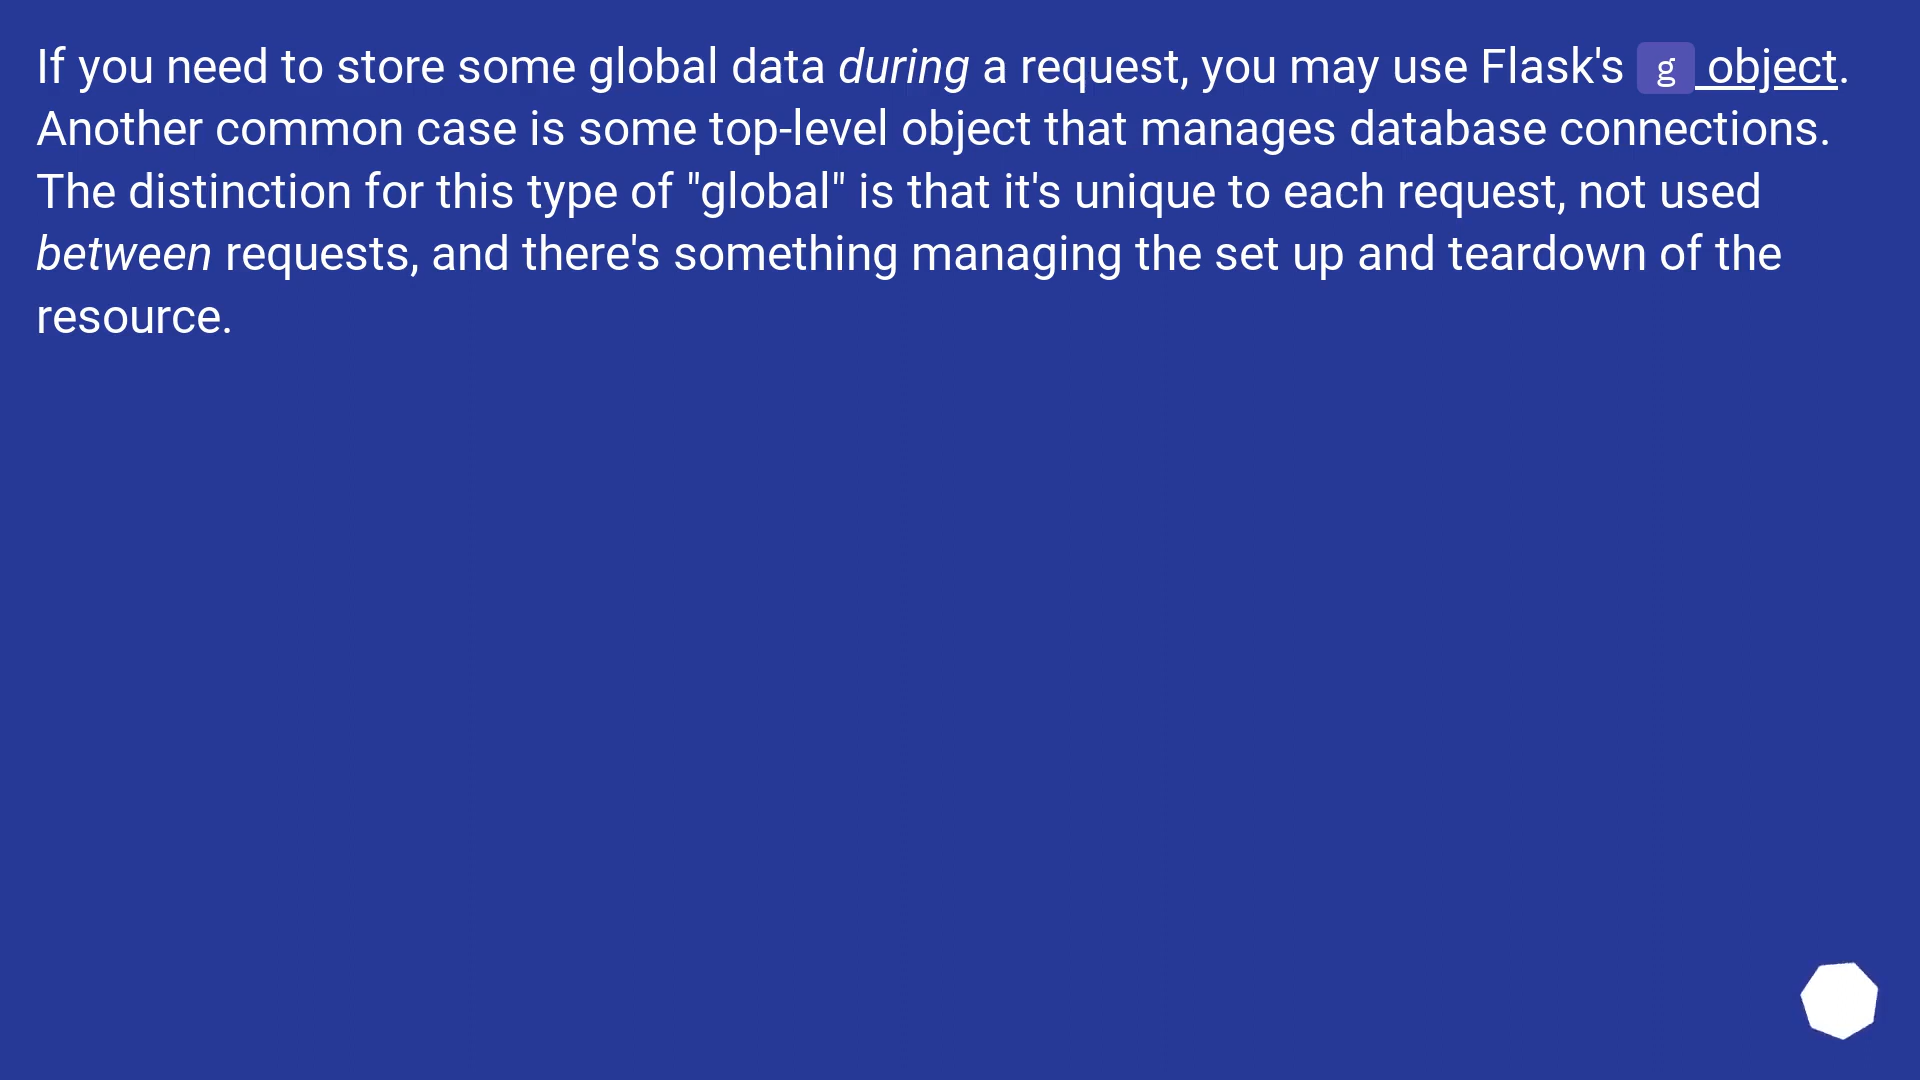 If you need to store some global data during a request, you may use Flask's g object.
Another common case is some top-level object that manages database connections.
The distinction for this type of "global" is that it's unique to each request, not used
between requests, and there's something managing the set up and teardown of the
resource.